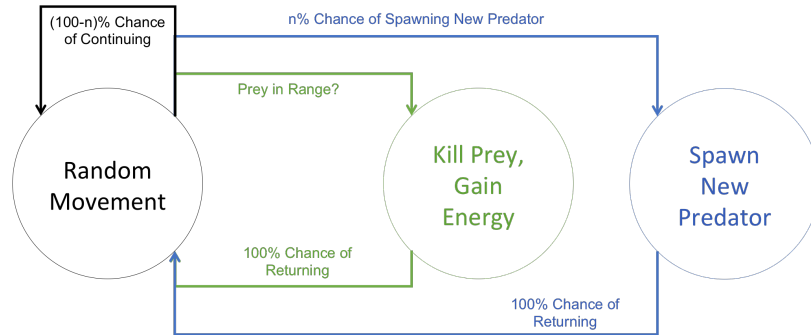 (100-n)% Chance
of Continuing
n% Chance of Spawning New Predator
Prey in Range?
Random
Movement
Kill Prey,
Gain
Energy
Spawn
New
Predator
100% Chance of
Returning
100% Chance of
Returning